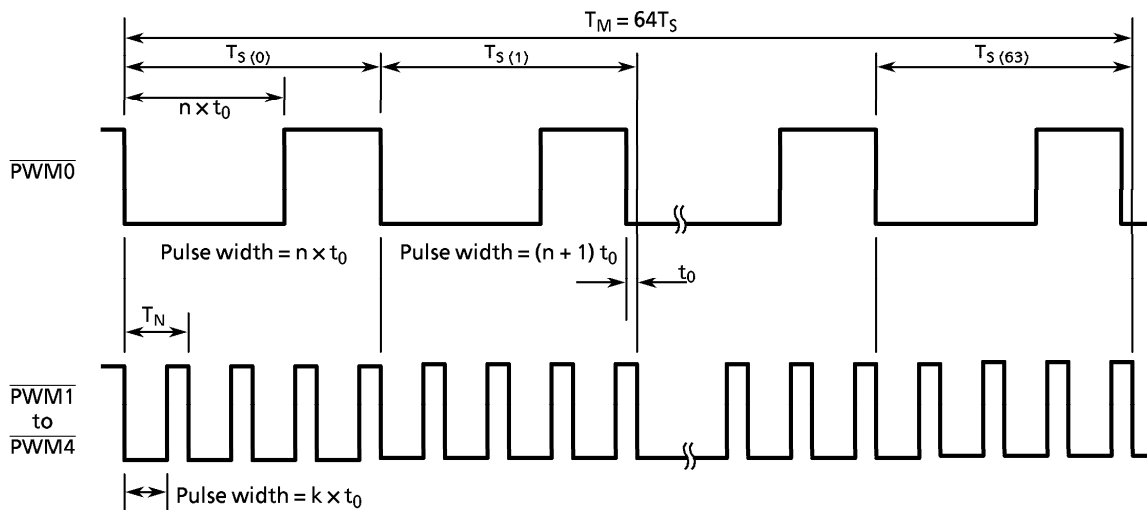 T_M = 64T_S
T_S (0)
T_S (1)
T_S (63)
n × t_0
PWM0
Pulse width = n × t_0
Pulse width = (n + 1) t_0
t_0
T_N
PWM1
to
PWM4
Pulse width = k × t_0